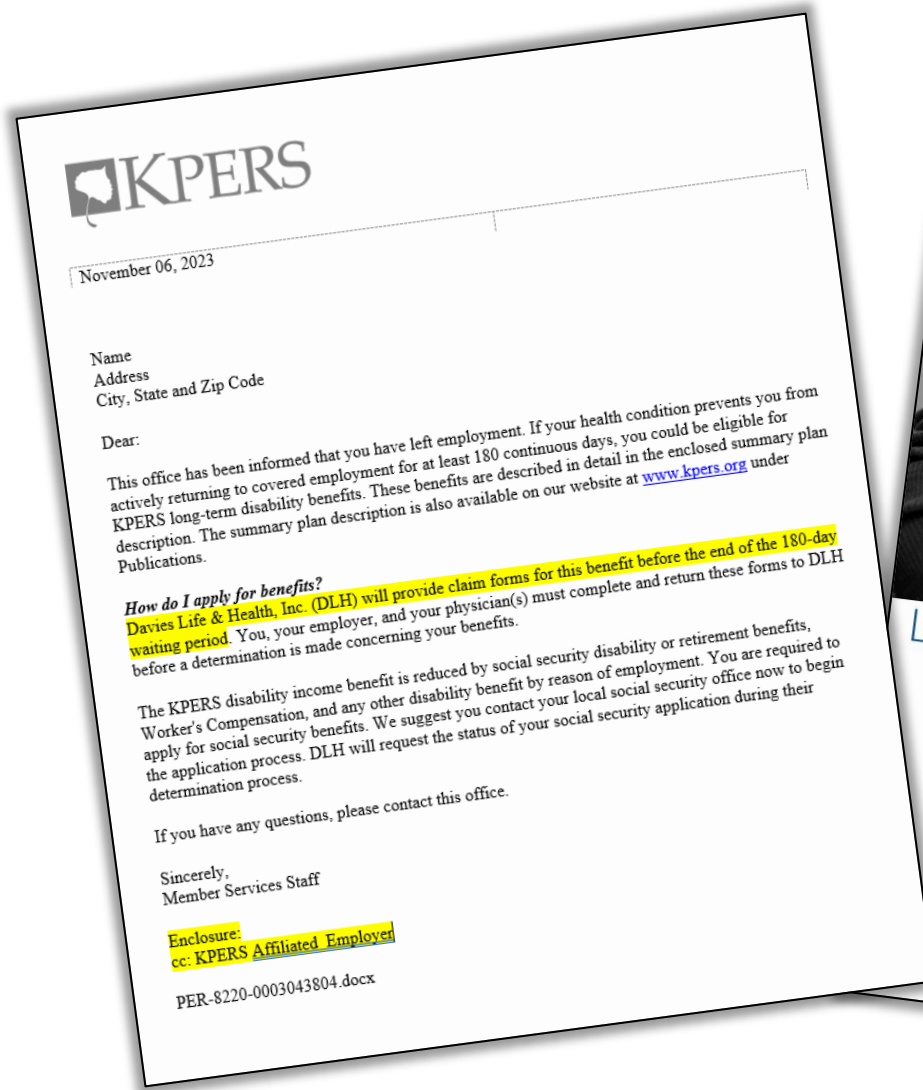 KPERS
November 06, 2023
Name
Address
City, State and Zip Code
Dear:
This office has been informed that you have left employment. If your health condition prevents you from
actively returning to covered employment for at least 180 continuous days, you could be eligible for
KPERS long-term disability benefits. These benefits are described in detail in the enclosed summary plan
description. The summary plan description is also available on our website at www.kpers.org under
Publications.
How do I apply for benefits?
Davies Life & Health, Inc. (DLH) will provide claim forms for this benefit before the end of the 180-day
waiting period. You, your employer, and your physician(s) must complete and return these forms to DLH
before a determination is made concerning your benefits.
The KPERS disability income benefit is reduced by social security disability or retirement benefits,
Worker's Compensation, and any other disability benefit by reason of employment. You are required to
apply for social security benefits. We suggest you contact your local social security office now to begin
the application process. DLH will request the status of your social security application during their
determination process.
If you have any questions, please contact this office.
Sincerely,
Member Services Staff
Enclosure:
cc: KPERS Affiliated Employer
PER-8220-0003043804.docx